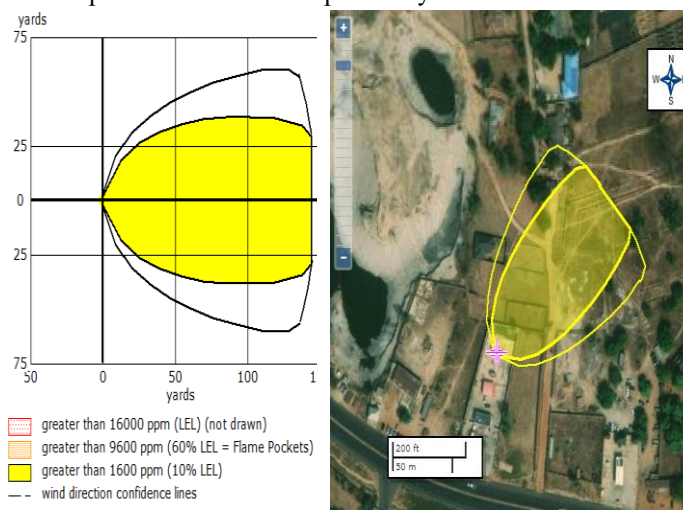 yards
75
25
0
25
75
50 0 50 100 1
yards
greater than 16000 ppm (LEL) (not drawn)
greater than 9600 ppm (60% LEL = Flame Pockets)
greater than 1600 ppm (10% LEL)
wind direction confidence lines
+
−
N
W
S
200 ft
50 m